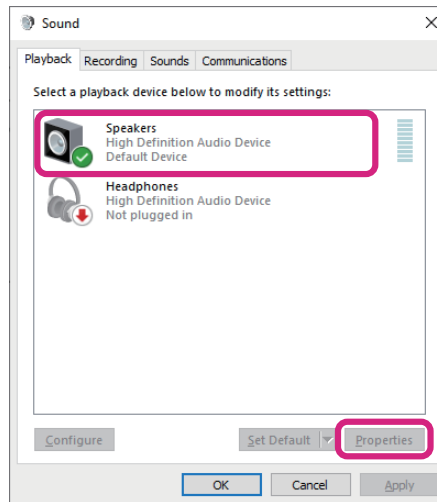 Sound
Playback Recording Sounds Communications
Select a playback device below to modify its settings:
Speakers
High Definition Audio Device
Default Device
Headphones
High Definition Audio Device
Not plugged in
Configure Set Default Properties
OK Cancel Apply